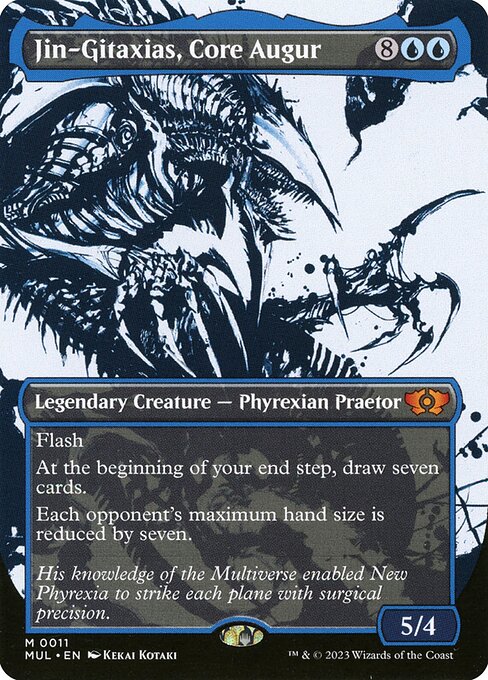 Jin-Gitaxias, Core Augur 8
Legendary Creature — Phyrexian Praetor
Flash
At the beginning of your end step, draw seven
cards.
Each opponent's maximum hand size is
reduced by seven.
His knowledge of the Multiverse enabled New
Phyrexia to strike each plane with surgical
precision.
5/4
M 0011
MUL • EN Kekai Kotaki
™ & © 2023 Wizards of the Coast